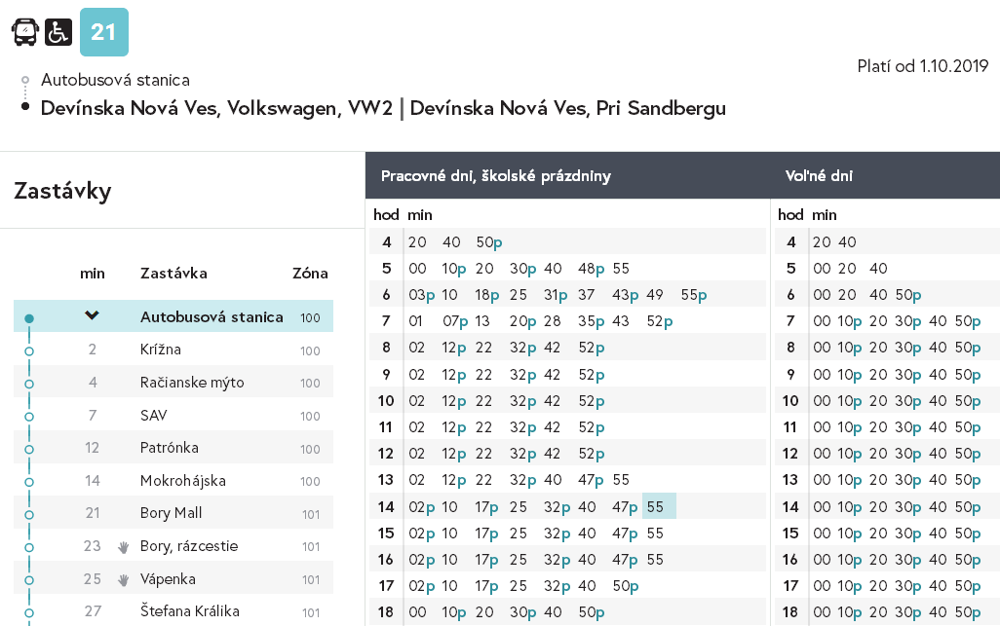 21
Platí od 1.10.2019
Autobusová stanica
Devínska Nová Ves, Volkswagen, VW2 | Devínska Nová Ves, Pri Sandbergu
Zastávky
min Zastávka Zóna
Autobusová stanica 100
2 Krížna 100
4 Račianske mýto 100
7 SAV 100
12 Patrónka 100
14 Mokrohájska 100
21 Bory Mall 101
23 Bory, rázcestie 101
25 Vápenka 101
27 Štefana Králika 101
Pracovné dni, školské prázdniny
hod min
4 20 40 50p
5 00 10p 20 30p 40 48p 55
6 03p 10 18p 25 31p 37 43p 49 55p
7 01 07p 13 20p 28 35p 43 52p
8 02 12p 22 32p 42 52p
9 02 12p 22 32p 42 52p
10 02 12p 22 32p 42 52p
11 02 12p 22 32p 42 52p
12 02 12p 22 32p 42 52p
13 02 12p 22 32p 40 47p 55
14 02p 10 17p 25 32p 40 47p 55
15 02p 10 17p 25 32p 40 47p 55
16 02p 10 17p 25 32p 40 47p 55
17 02p 10 17p 25 32p 40 50p
18 00 10p 20 30p 40 50p
Voľné dni
hod min
4 20 40
5 00 20 40
6 00 20 40 50p
7 00 10p 20 30p 40 50p
8 00 10p 20 30p 40 50p
9 00 10p 20 30p 40 50p
10 00 10p 20 30p 40 50p
11 00 10p 20 30p 40 50p
12 00 10p 20 30p 40 50p
13 00 10p 20 30p 40 50p
14 00 10p 20 30p 40 50p
15 00 10p 20 30p 40 50p
16 00 10p 20 30p 40 50p
17 00 10p 20 30p 40 50p
18 00 10p 20 30p 40 50p